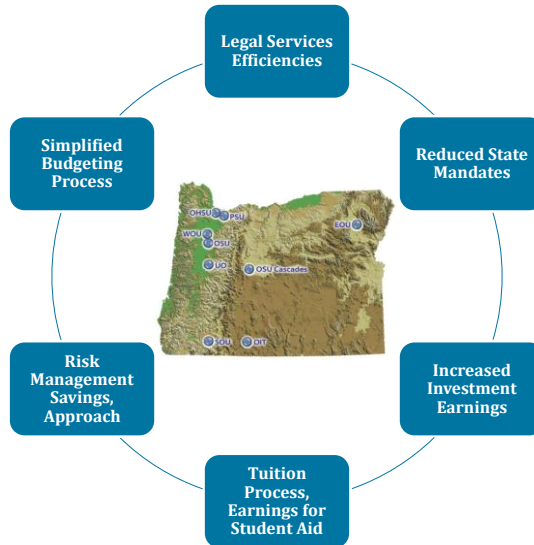 Legal Services
Efficiencies
Simplified
Budgeting
Process
Reduced State
Mandates
OHSU
PSU
WOU
OSU
EOU
UO
OSU Cascades
SOU
OIT
Risk
Management
Savings,
Approach
Increased
Investment
Earnings
Tuition
Process,
Earnings for
Student Aid